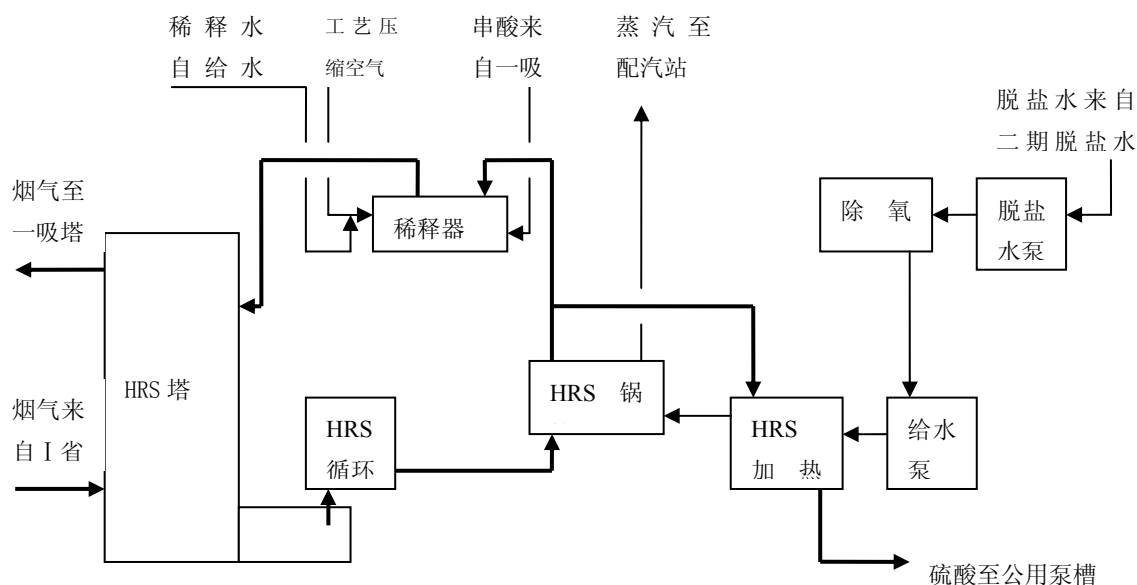 稀释水
自给水
工艺压
缩空气
串酸来
自一吸
蒸汽至
配汽站
脱盐水来自
二期脱盐水
烟气至
一吸塔
稀释器
除氧
脱盐
水泵
HRS塔
HRS 锅
烟气来
自Ⅰ省
HRS
循环
HRS
加热
给水
泵
硫酸至公用泵槽